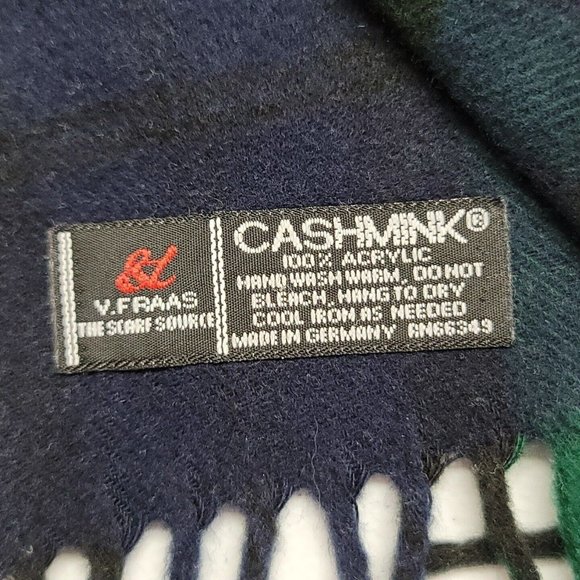 V. FRAAS
THE SCARF SOURCE
CASHMINK®
100% ACRYLIC
HAND WASH WARM, DO NOT
BLEACH, HANG TO DRY
COOL IRON AS NEEDED
MADE IN GERMANY RN66349